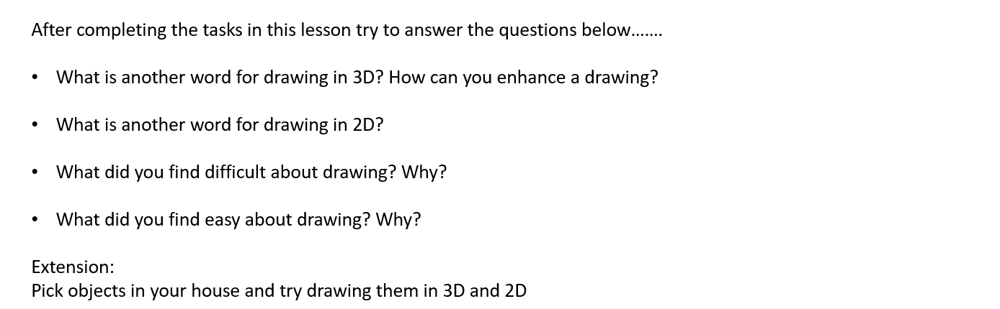 After completing the tasks in this lesson try to answer the questions below.......
• What is another word for drawing in 3D? How can you enhance a drawing?
• What is another word for drawing in 2D?
• What did you find difficult about drawing? Why?
• What did you find easy about drawing? Why?
Extension:
Pick objects in your house and try drawing them in 3D and 2D